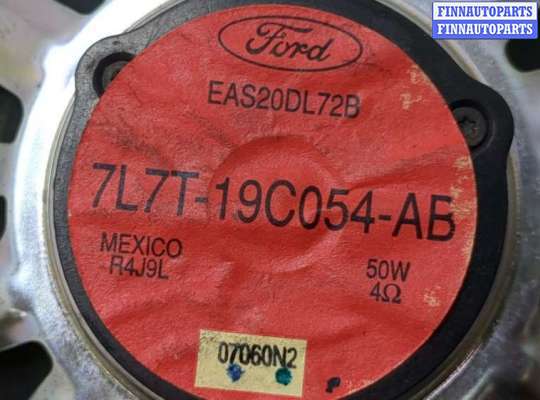 FINNAUTOPARTS
FINNAUTOPARTS
Ford
EAS20DL72B
7L7T-19C054-AB
MEXICO 50W
R4J9L 4Ω
07060N2